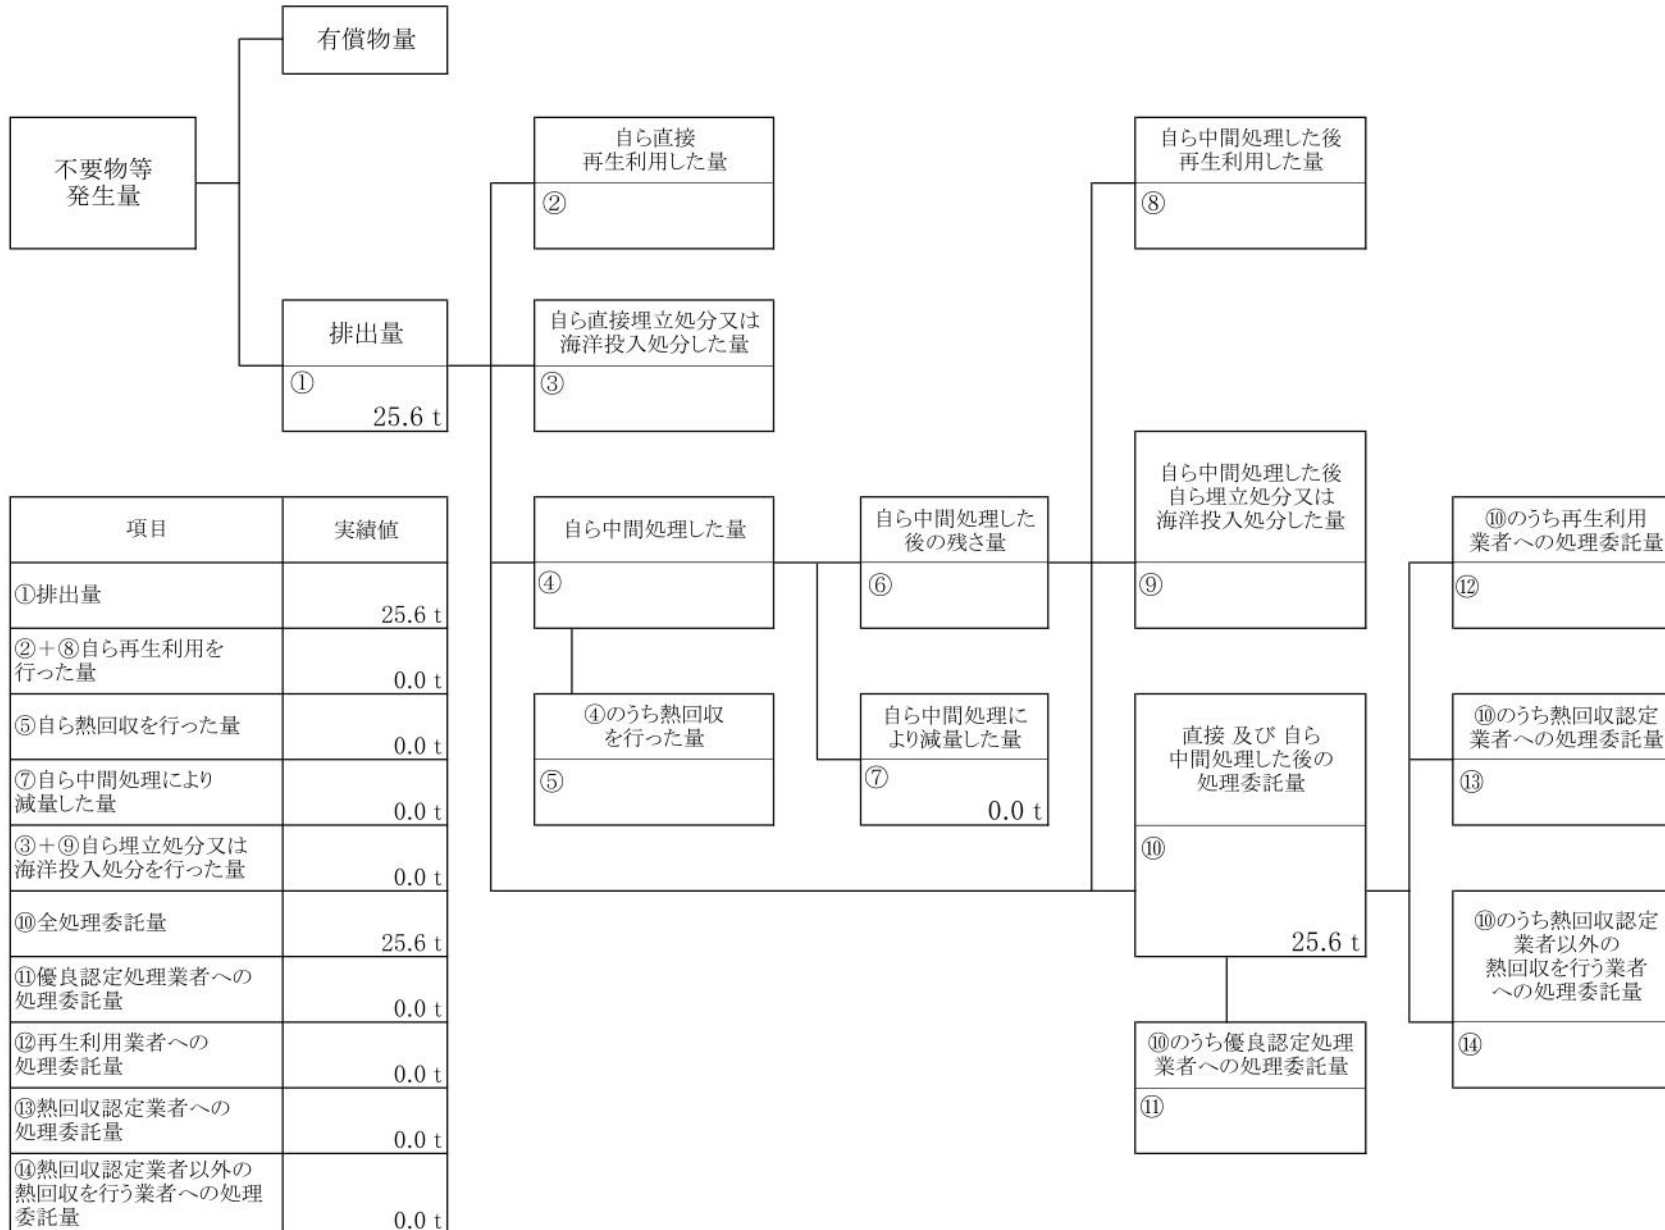 有償物量
不要物等
発生量
自ら直接
再生利用した量
②
自ら中間処理した後
再生利用した量
⑧
排出量
①
25.6 t
自ら直接埋立処分又は
海洋投入処分した量
③
自ら中間処理した量
④
自ら中間処理した
後の残さ量
⑥
自ら中間処理した後
自ら埋立処分又は
海洋投入処分した量
⑨
⑩のうち再生利用
業者への処理委託量
⑫
④のうち熱回収
を行った量
⑤
自ら中間処理に
より減量した量
⑦
0.0 t
直接 及び 自ら
中間処理した後の
処理委託量
⑩
25.6 t
⑩のうち熱回収認定
業者への処理委託量
⑬
⑩のうち熱回収認定
業者以外の
熱回収を行う業者
への処理委託量
⑭
⑩のうち優良認定処理
業者への処理委託量
⑪
項目 実績値
①排出量
25.6 t
②＋⑧自ら再生利用を
行った量
0.0 t
⑤自ら熱回収を行った量
0.0 t
⑦自ら中間処理により
減量した量
0.0 t
③＋⑨自ら埋立処分又は
海洋投入処分を行った量
0.0 t
⑩全処理委託量
25.6 t
⑪優良認定処理業者への
処理委託量
0.0 t
⑫再生利用業者への
処理委託量
0.0 t
⑬熱回収認定業者への
処理委託量
0.0 t
⑭熱回収認定業者以外の
熱回収を行う業者への処理
委託量
0.0 t